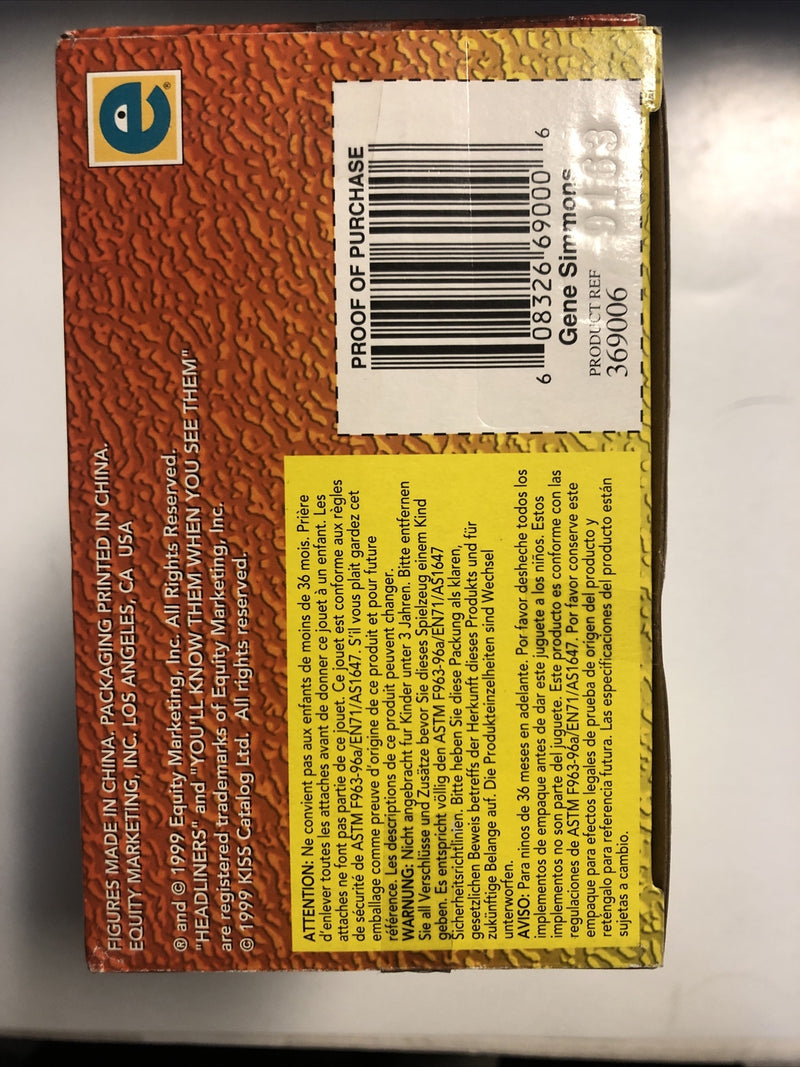 FIGURES MADE IN CHINA. PACKAGING PRINTED IN CHINA.
EQUITY MARKETING, INC. LOS ANGELES, CA USA
® and © 1999 Equity Marketing, Inc. All Rights Reserved.
"HEADLINERS" and "YOU'LL KNOW THEM WHEN YOU SEE THEM"
are registered trademarks of Equity Marketing, Inc.
© 1999 KISS Catalog Ltd. All rights reserved.
e®
ATTENTION: Ne convient pas aux enfants de moins de 36 mois. Prière
d'enlever toutes les attaches avant de donner ce jouet à un enfant. Les
attaches ne font pas partie de ce jouet. Ce jouet est conforme aux règles
de sécurité de ASTM F963-96a/EN71/AS1647. S'il vous plaît gardez cet
emballage comme preuve d'origine de ce produit et pour future
référence. Les descriptions de ce produit peuvent changer.
WARNUNG: Nicht angebracht fur Kinder unter 3 Jahren. Bitte entfernen
Sie all Verschlüsse und Zusätze bevor Sie dieses Spielzeug einem Kind
geben. Es entspricht völlig den ASTM F963-96a/EN71/AS1647
Sicherheitsrichtlinien. Bitte heben Sie diese Packung als klaren,
gesetzlichen Beweis betreffs der Herkunft dieses Produkts und für
zukünftige Belange auf. Die Produkteinzelheiten sind Wechsel
unterworfen.
AVISO: Para ninos de 36 meses en adelante. Por favor desheche todos los
implementos de empaque antes de dar este juguete a los niños. Estos
implementos no son parte del juguete. Este producto es conforme con las
regulaciones de ASTM F963-96a/EN71/AS1647. Por favor conserve este
empaque para efectos legales de prueba de origen del producto y
reténgalo para referencia futura. Las especificaciones del producto están
sujetas a cambio.
PROOF OF PURCHASE
6 08326 69000 6
Gene Simmons
PRODUCT REF
369006
9163